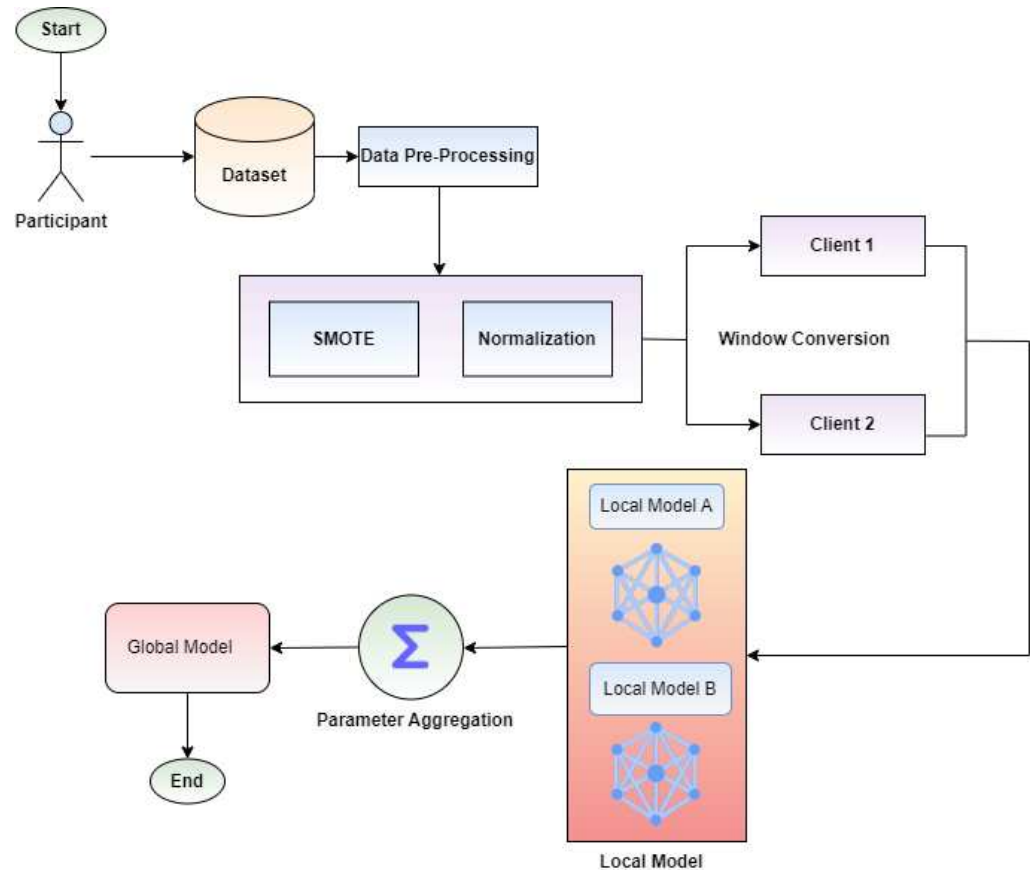 Start
Participant
Dataset
Data Pre-Processing
SMOTE
Normalization
Client 1
Window Conversion
Client 2
Local Model A
Local Model B
Local Model
Σ
Parameter Aggregation
Global Model
End